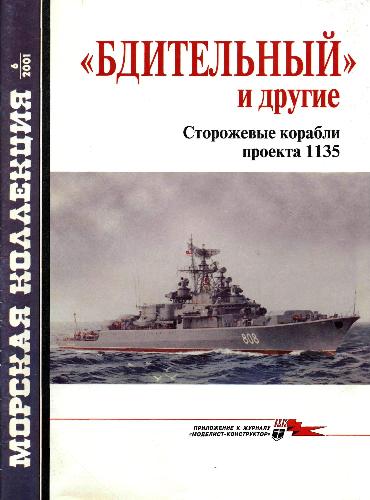 «БДИТЕЛЬНЫЙ»
и другие
Сторожевые корабли
проекта 1135
МОРСКАЯ КОЛЛЕКЦИЯ
6
2001
808
ПРИЛОЖЕНИЕ К ЖУРНАЛУ
«МОДЕЛИСТ-КОНСТРУКТОР»